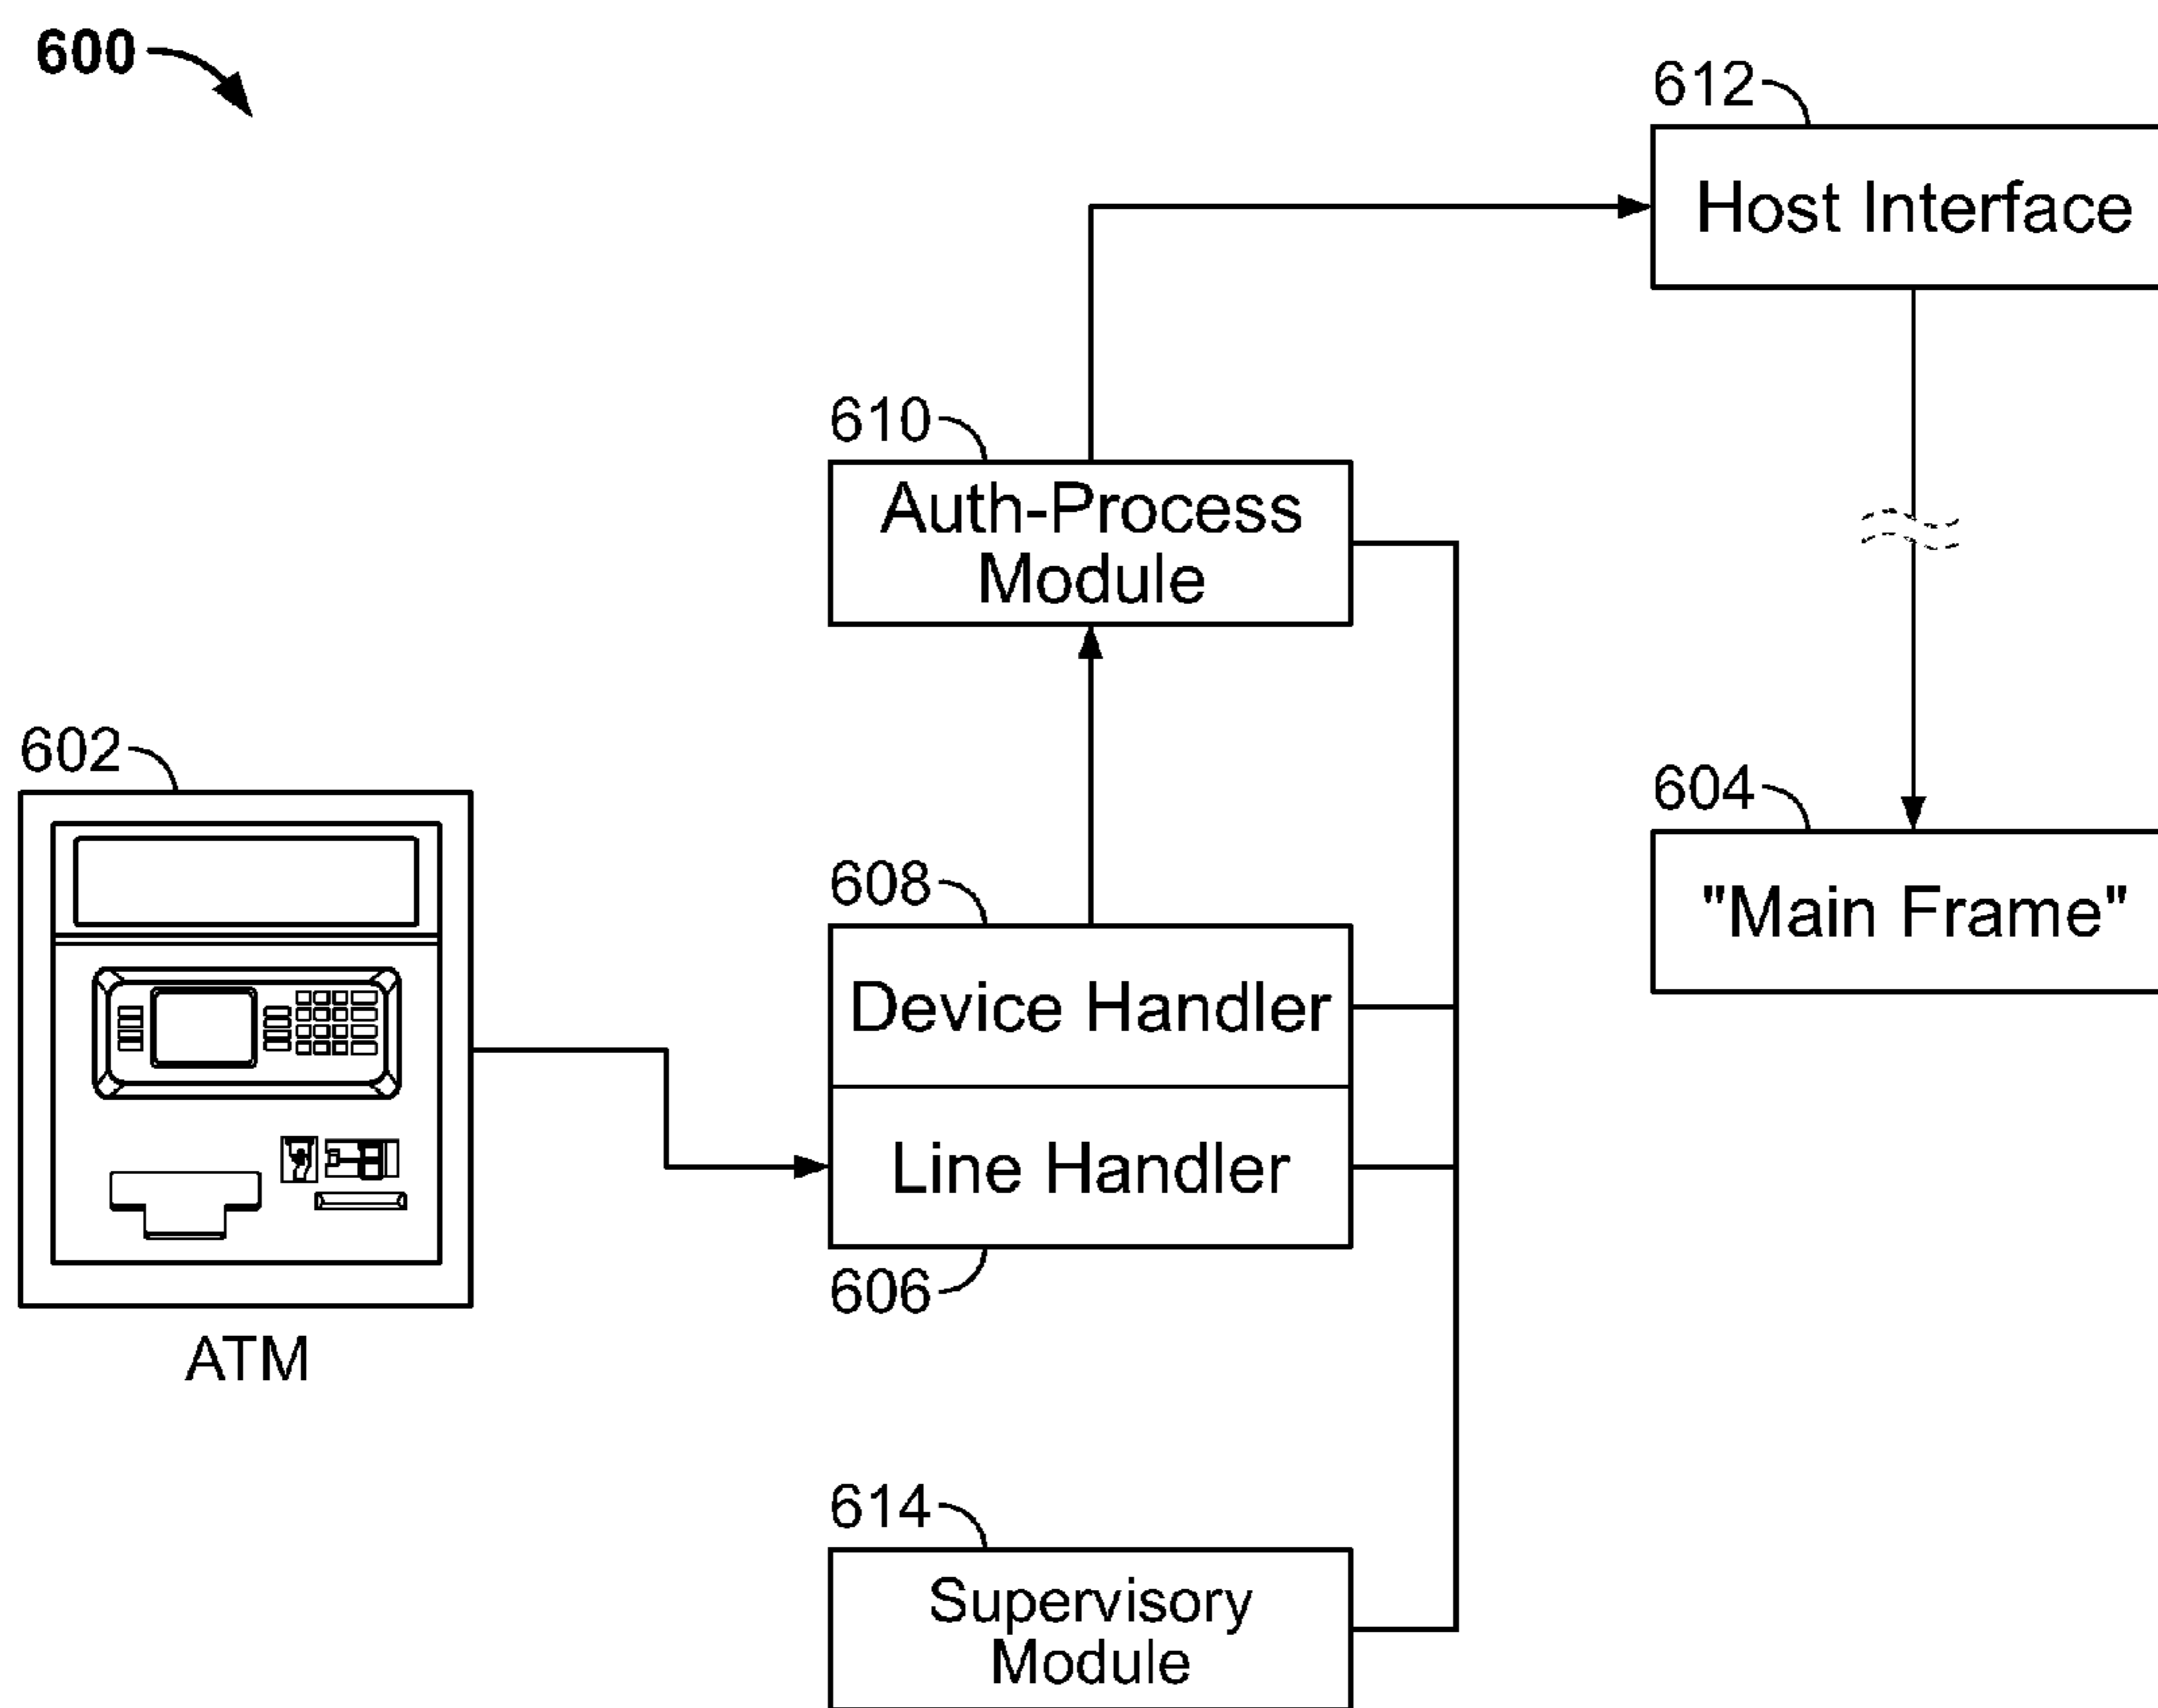 600
612
Host Interface
610
Auth-Process
Module
602
604
"Main Frame"
608
Device Handler
Line Handler
606
ATM
614
Supervisory
Module